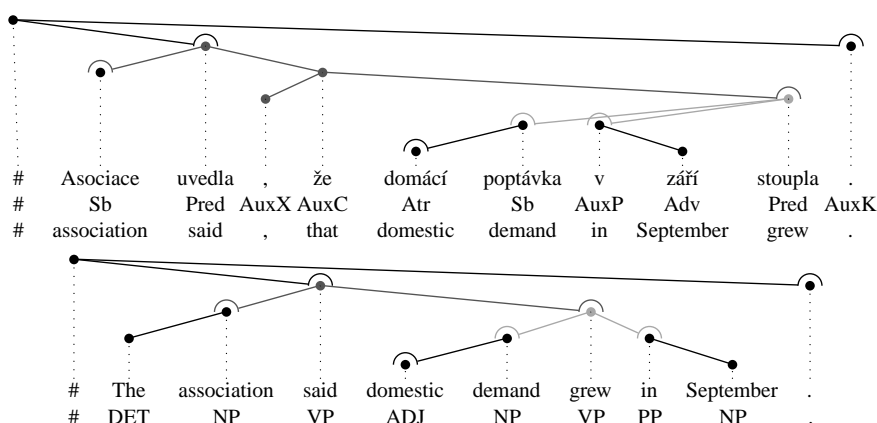 # Asociace uvedla , že domácí poptávka v září stoupla .
# Sb Pred AuxX AuxC Atr Sb AuxP Adv Pred AuxK
# association said , that domestic demand in September grew .
# The association said domestic demand grew in September .
# DET NP VP ADJ NP VP PP NP .